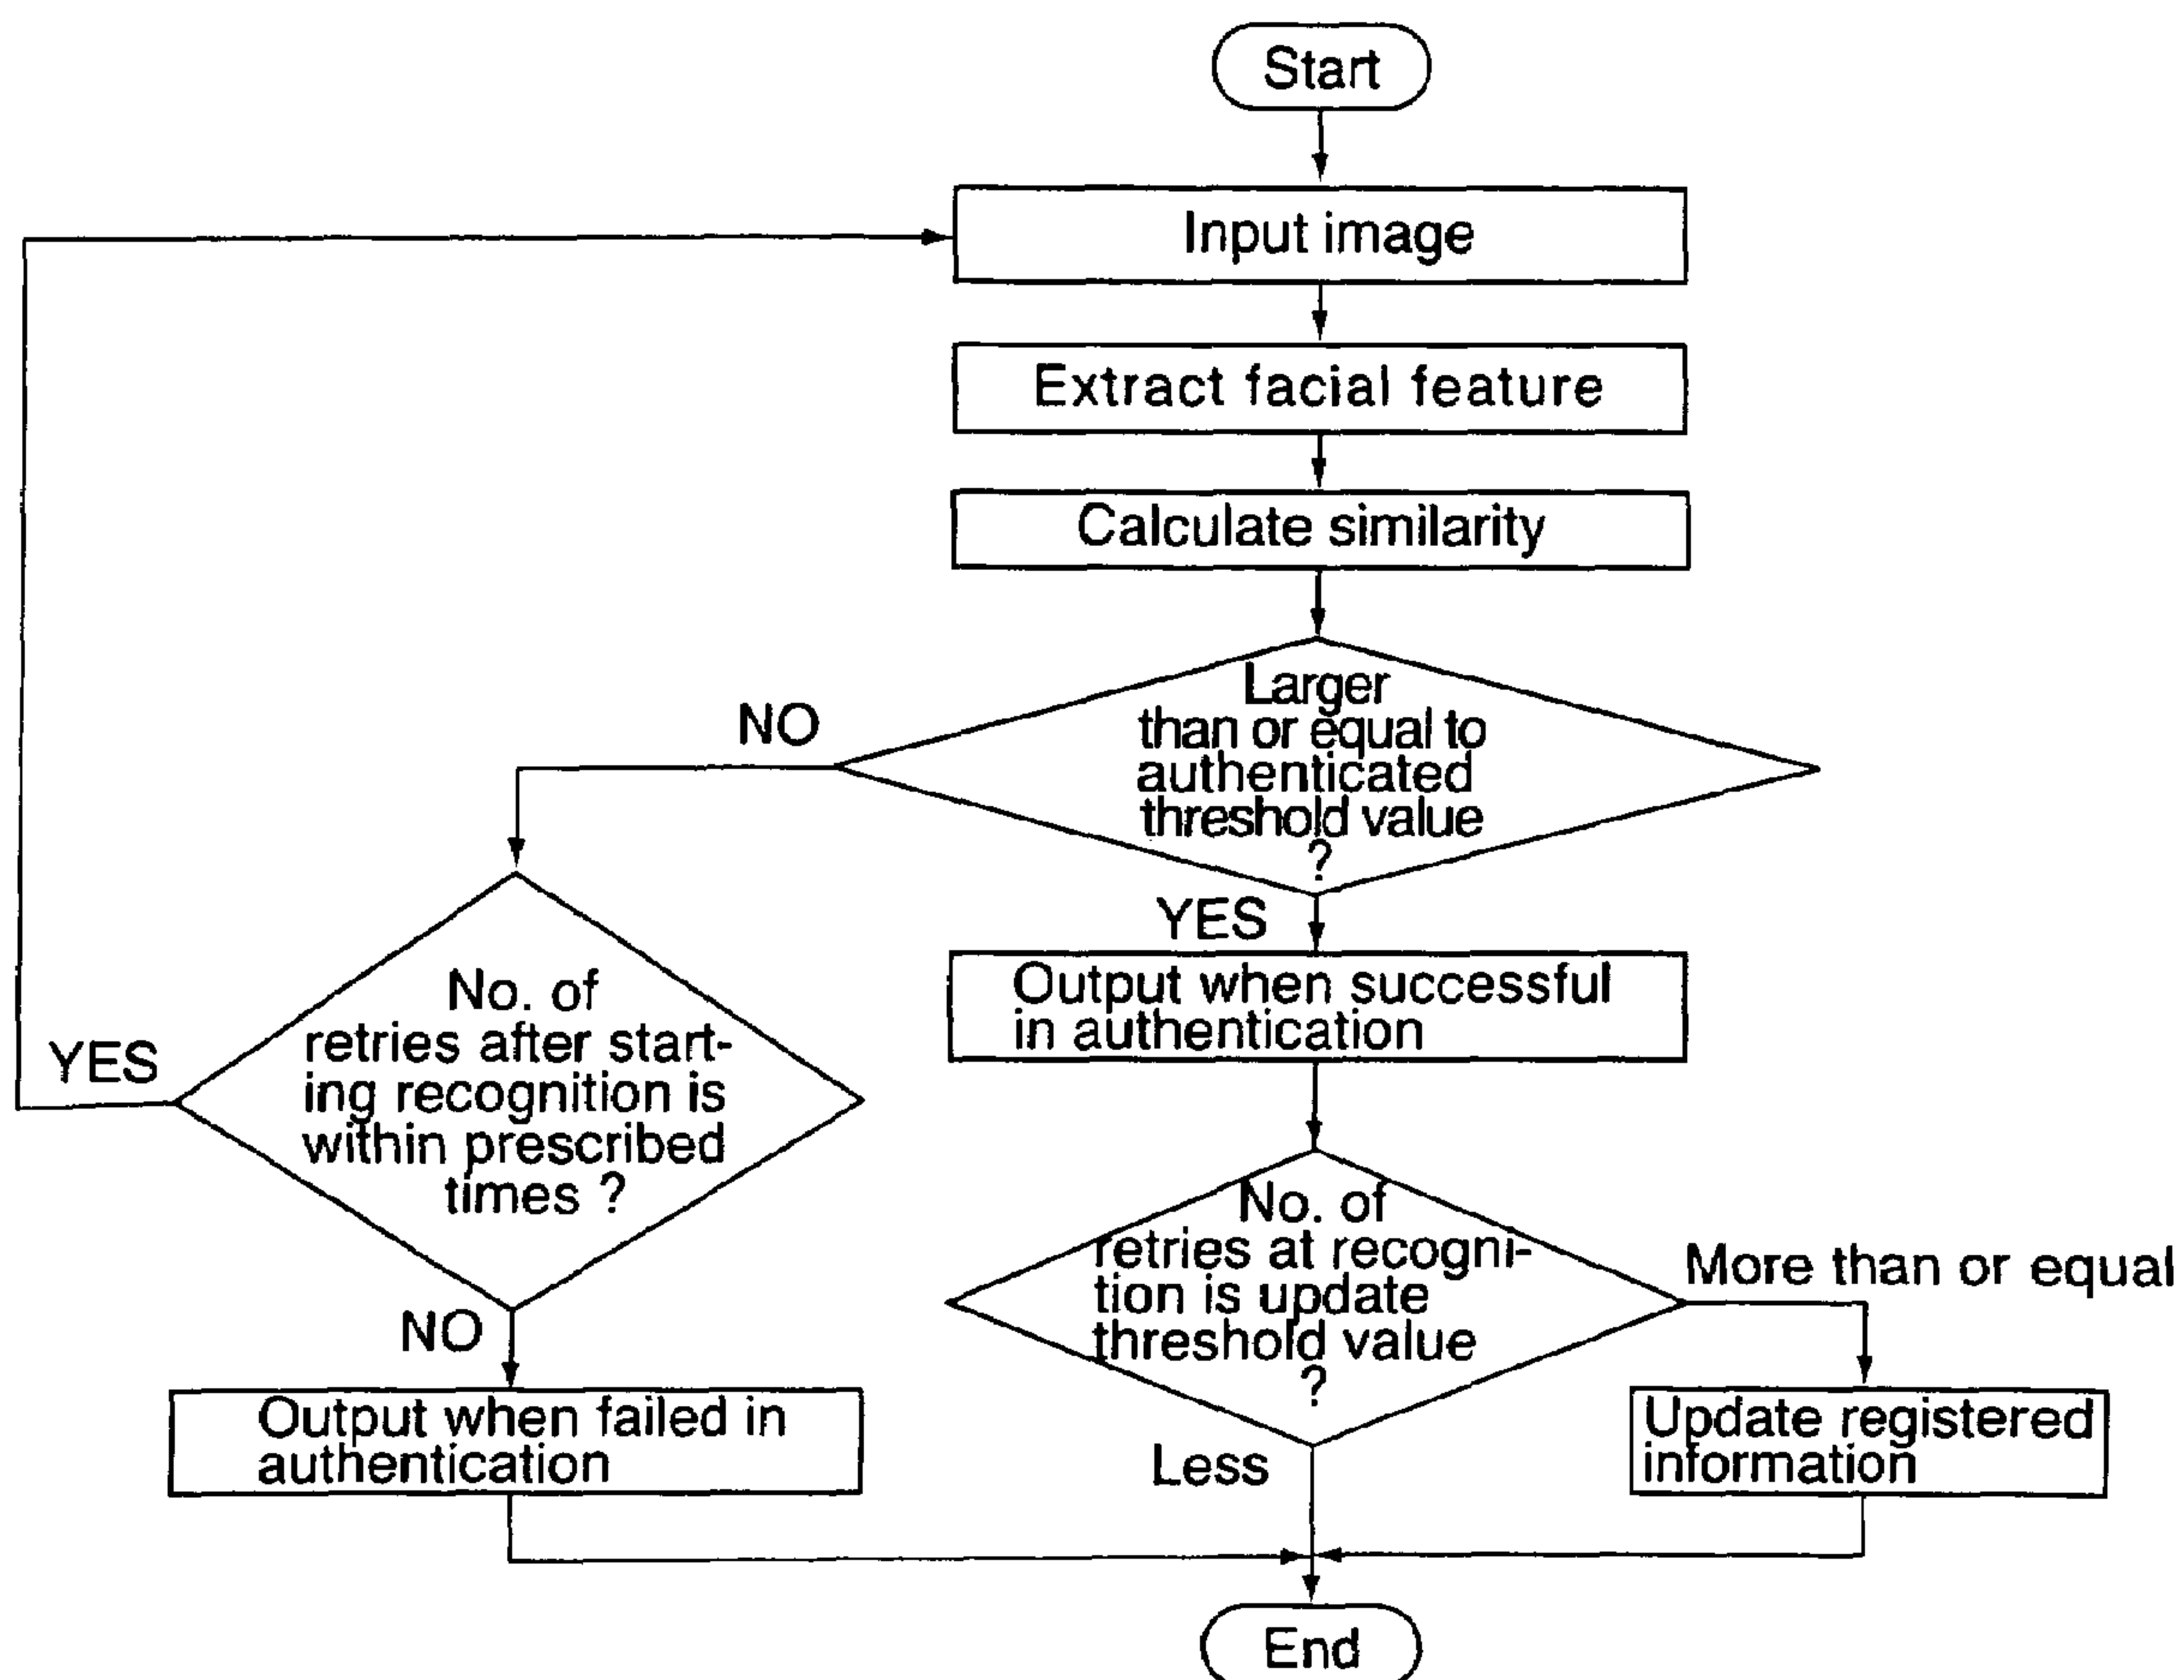 Start
Input image
Extract facial feature
Calculate similarity
Larger
than or equal to
authenticated
threshold value
?
NO
YES
No. of
retries after start-
ing recognition is
within prescribed
times ?
YES
NO
Output when successful
in authentication
No. of
retries at recogni-
tion is update
threshold value
?
More than or equal
Less
Output when failed in
authentication
Update registered
information
End